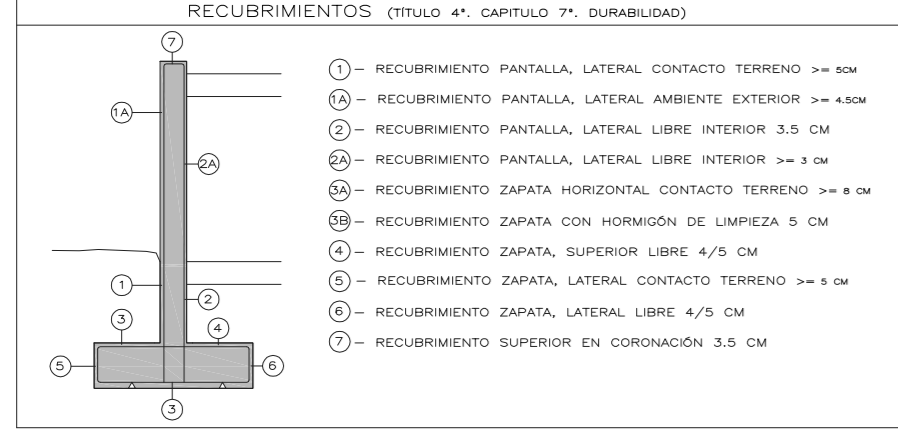 RECUBRIMIENTOS (TÍTULO 4º. CAPITULO 7º. DURABILIDAD)
7
1A
2A
1
2
3
4
5
6
3
1 – RECUBRIMIENTO PANTALLA, LATERAL CONTACTO TERRENO >= 5CM
1A – RECUBRIMIENTO PANTALLA, LATERAL AMBIENTE EXTERIOR >= 4.5CM
2 – RECUBRIMIENTO PANTALLA, LATERAL LIBRE INTERIOR 3.5 CM
2A – RECUBRIMIENTO PANTALLA, LATERAL LIBRE INTERIOR >= 3 CM
3A – RECUBRIMIENTO ZAPATA HORIZONTAL CONTACTO TERRENO >= 8 CM
3B – RECUBRIMIENTO ZAPATA CON HORMIGÓN DE LIMPIEZA 5 CM
4 – RECUBRIMIENTO ZAPATA, SUPERIOR LIBRE 4/5 CM
5 – RECUBRIMIENTO ZAPATA, LATERAL CONTACTO TERRENO >= 5 CM
6 – RECUBRIMIENTO ZAPATA, LATERAL LIBRE 4/5 CM
7 – RECUBRIMIENTO SUPERIOR EN CORONACIÓN 3.5 CM